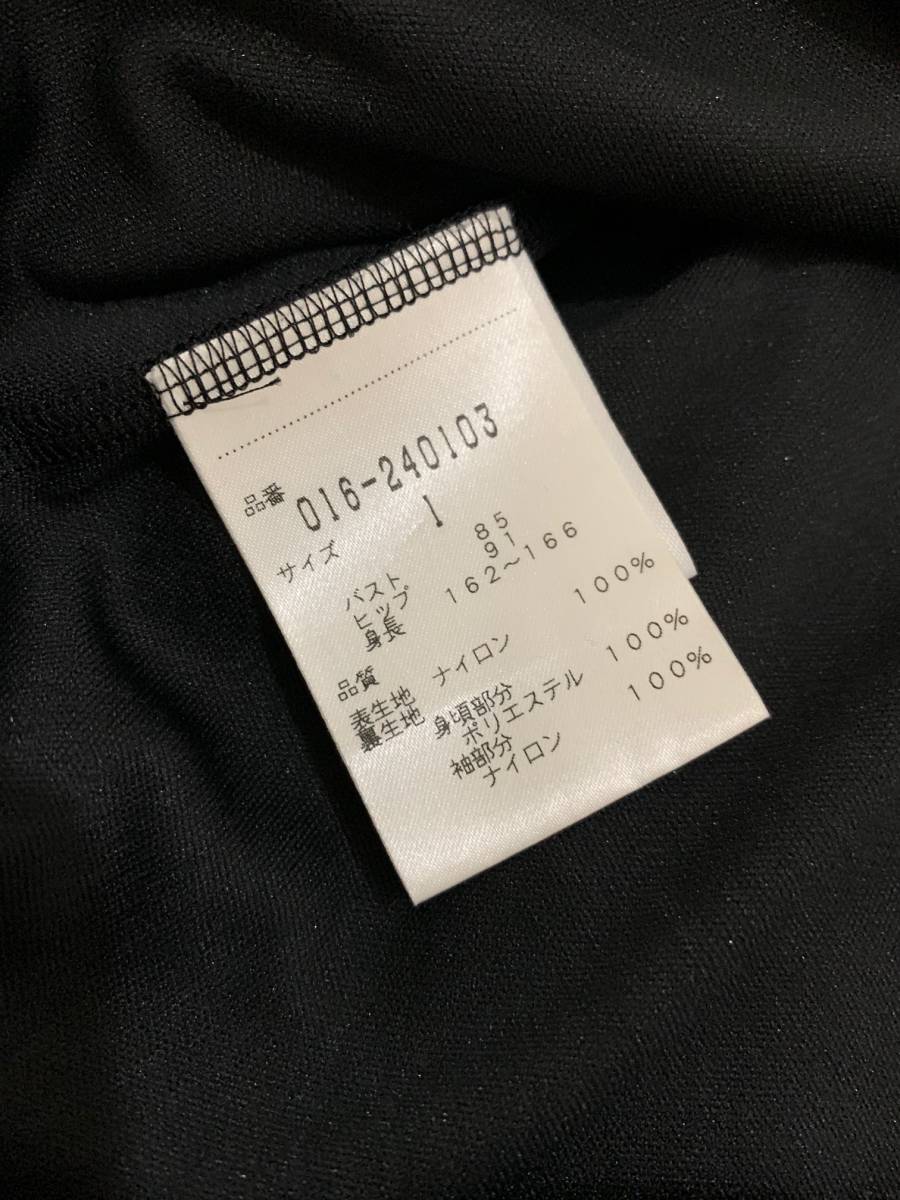 品番 016-240103
サイズ 1
バスト 85
ヒップ 91
身長 162～166
品質
表生地 ナイロン 100%
裏生地 身頃部分
ポリエステル 100%
袖部分
ナイロン 100%